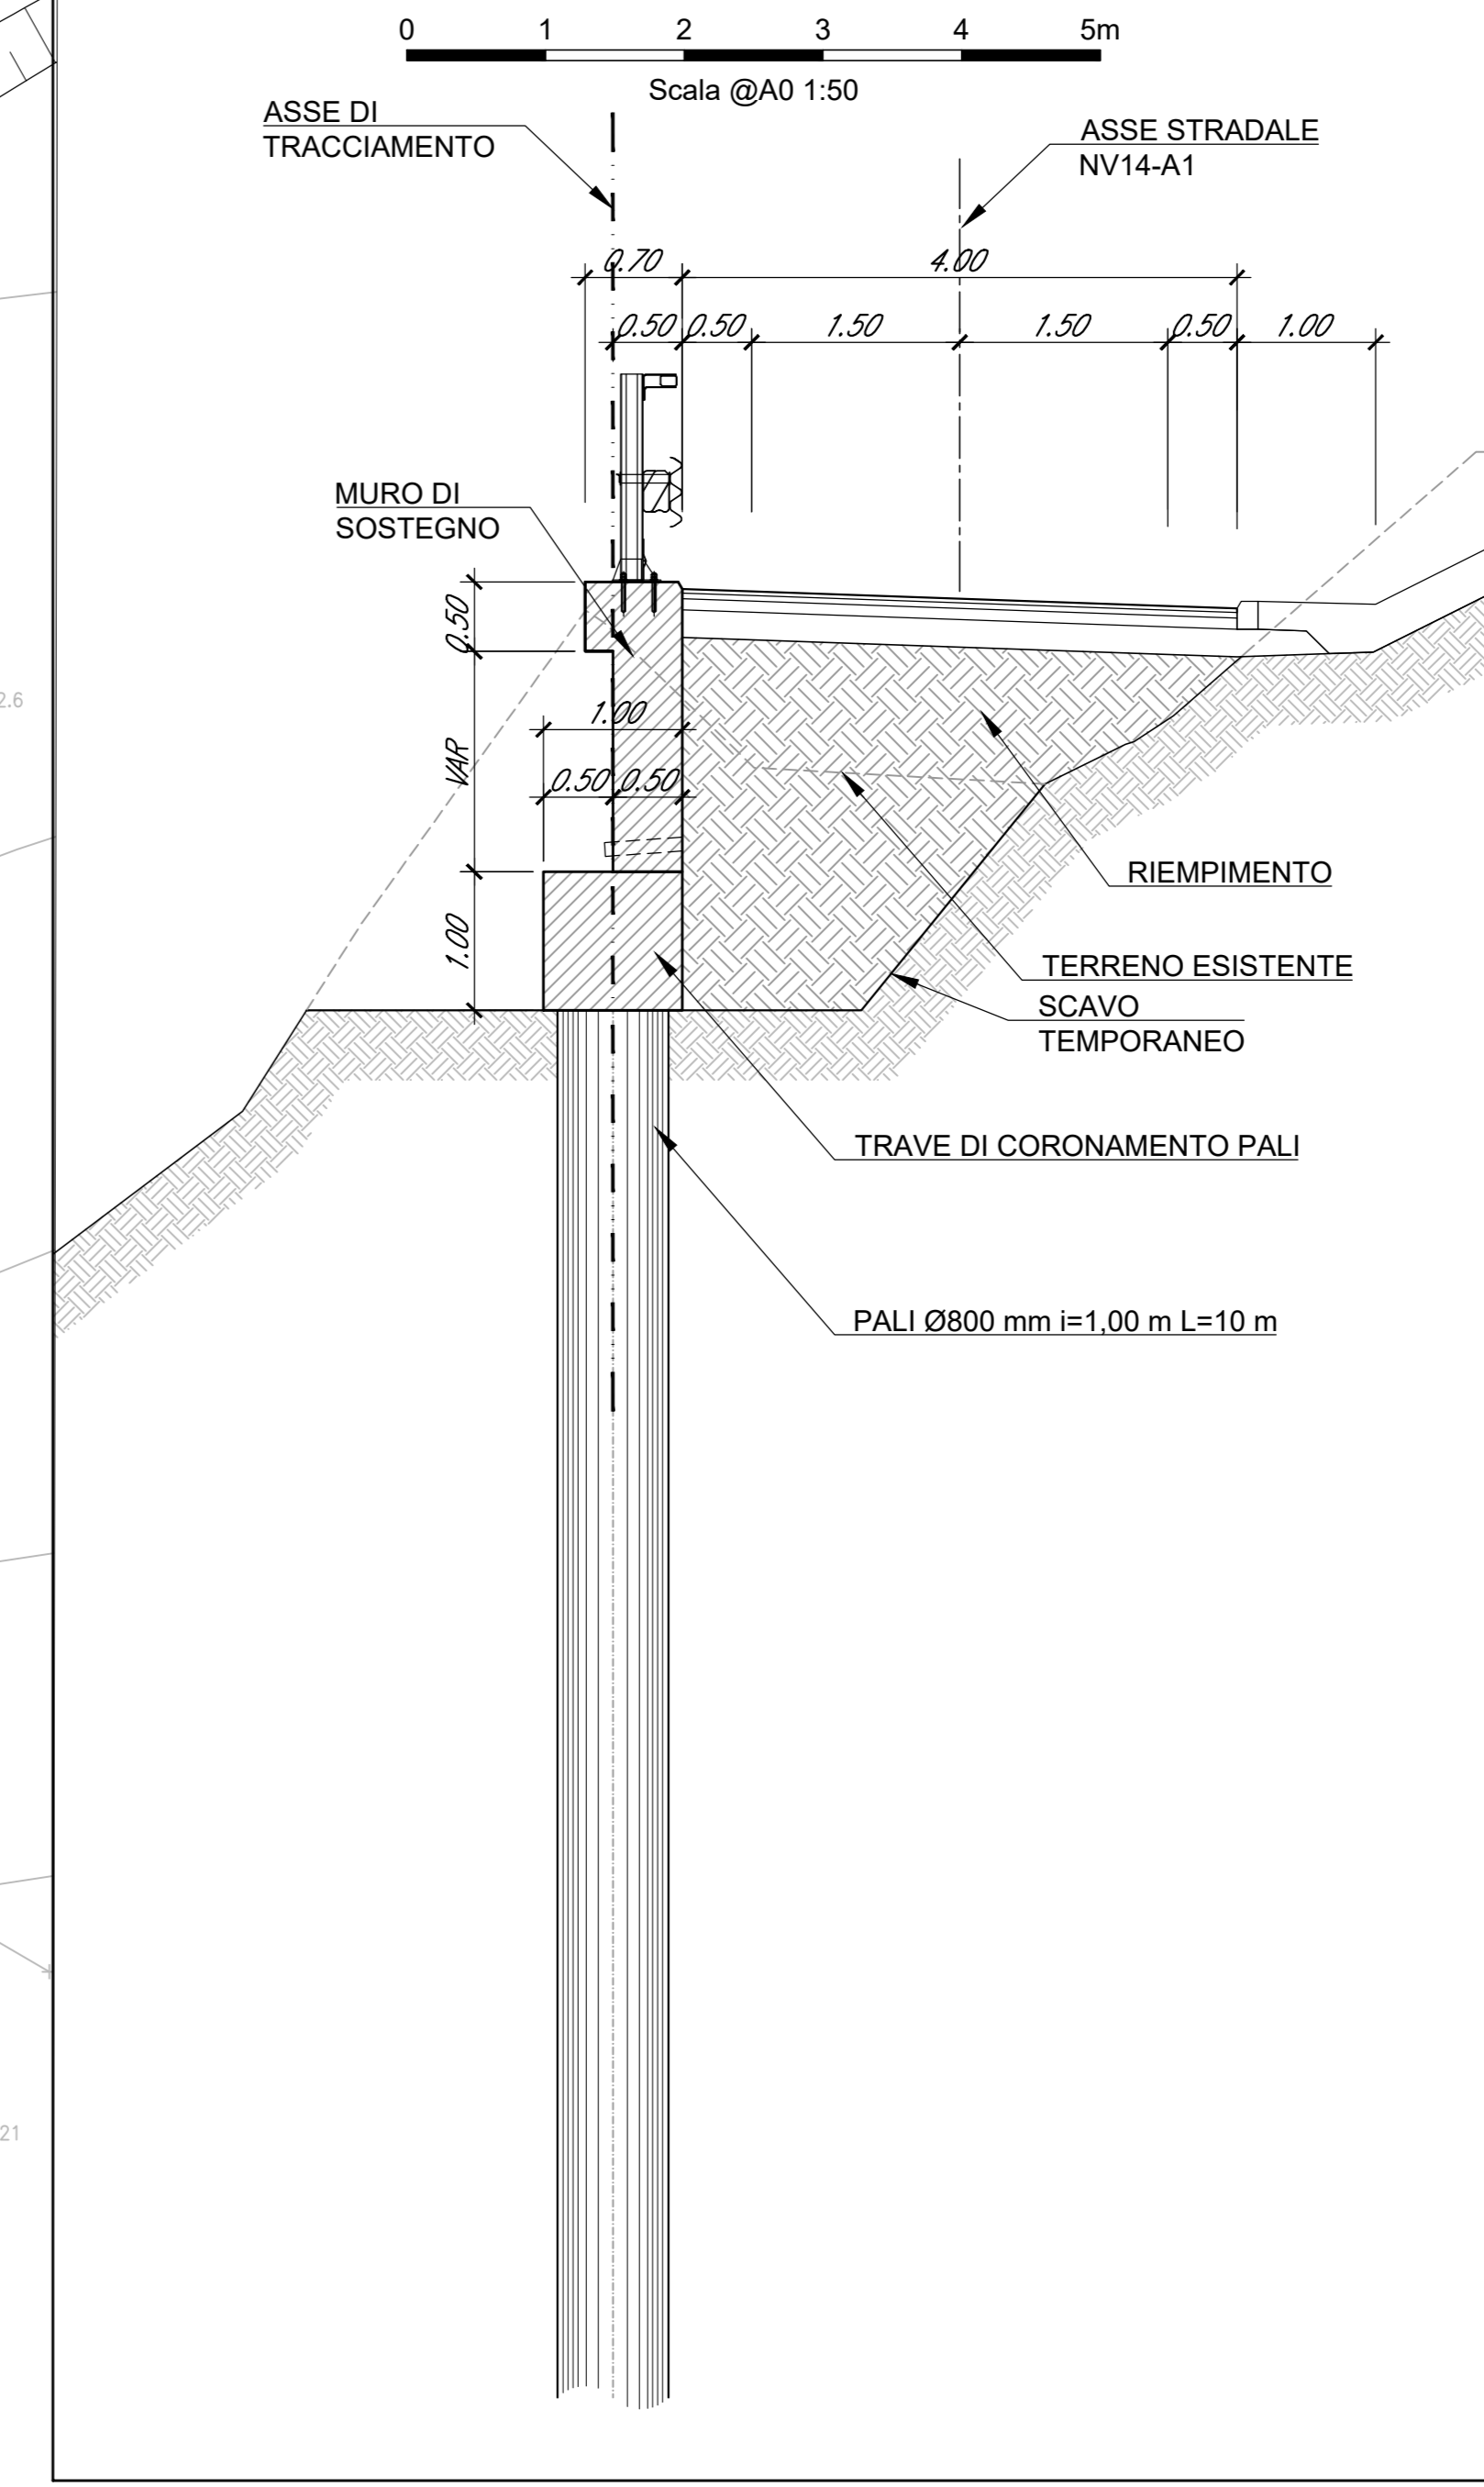 0 1 2 3 4 5m
Scala @A0 1:50
ASSE DI
TRACCIAMENTO
ASSE STRADALE
NV14-A1
0.70 4.00
0.50 0.50 1.50 1.50 0.50 1.00
MURO DI
SOSTEGNO
0.50
2.6
1.00
VAR
0.50 0.50
RIEMPIMENTO
1.00
TERRENO ESISTENTE
SCAVO
TEMPORANEO
TRAVE DI CORONAMENTO PALI
PALI Ø800 mm i=1,00 m L=10 m
21